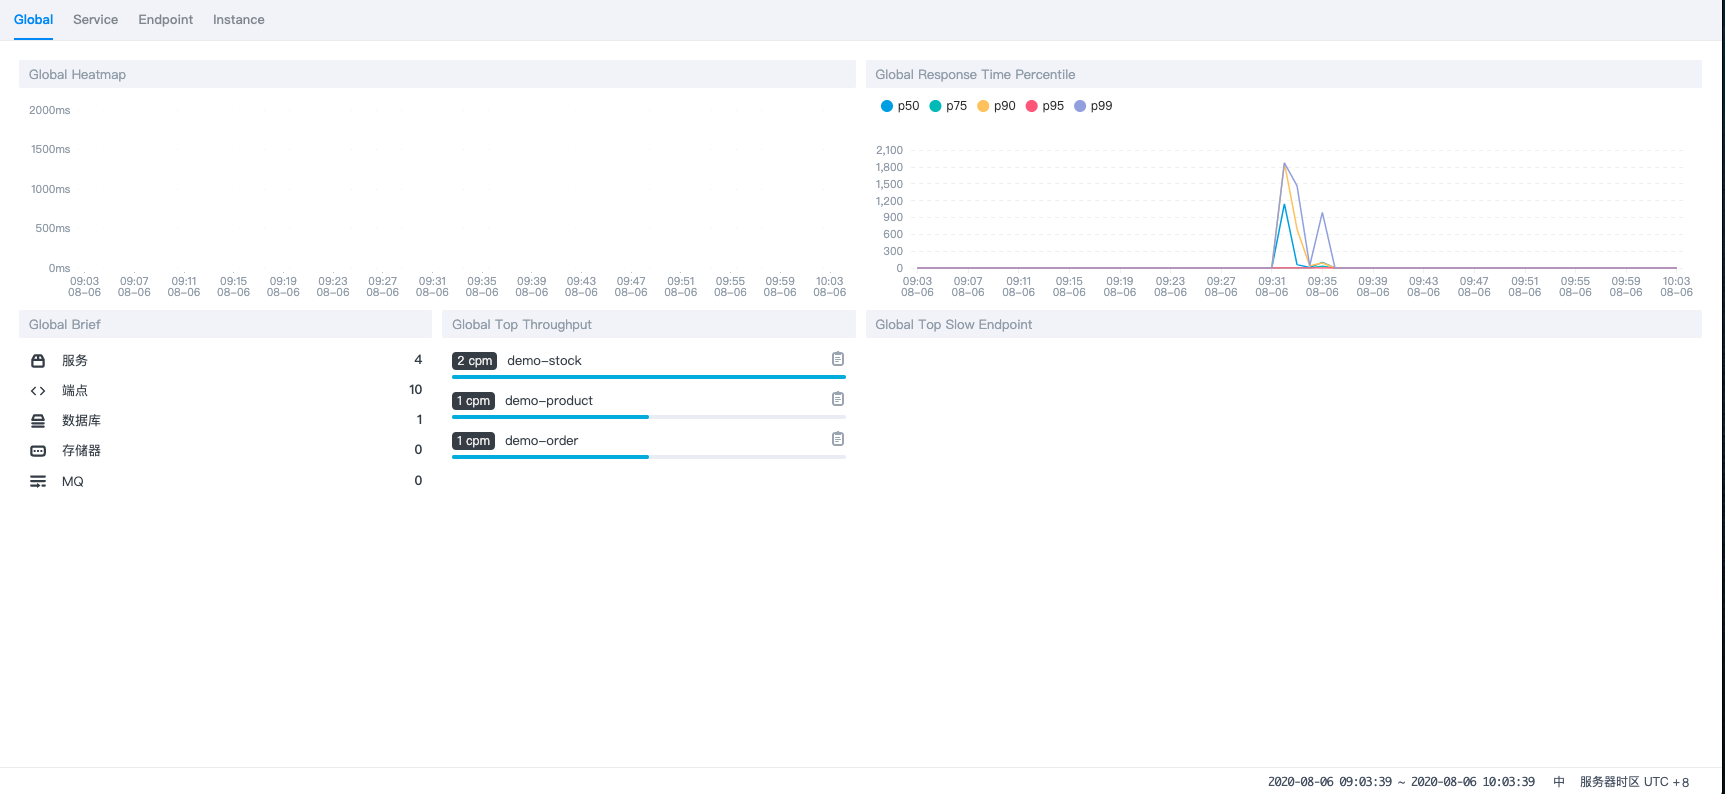 Global Service Endpoint Instance
Global Heatmap
2000ms
1500ms
1000ms
500ms
0ms
09:03 09:07 09:11 09:15 09:19 09:23 09:27 09:31 09:35 09:39 09:43 09:47 09:51 09:55 09:59 10:03
08-06 08-06 08-06 08-06 08-06 08-06 08-06 08-06 08-06 08-06 08-06 08-06 08-06 08-06 08-06 08-06
Global Response Time Percentile
p50 p75 p90 p95 p99
2,100
1,800
1,500
1,200
900
600
300
0
09:03 09:07 09:11 09:15 09:19 09:23 09:27 09:31 09:35 09:39 09:43 09:47 09:51 09:55 09:59 10:03
08-06 08-06 08-06 08-06 08-06 08-06 08-06 08-06 08-06 08-06 08-06 08-06 08-06 08-06 08-06 08-06
Global Brief
服务 4
端点 10
数据库 1
存储器 0
MQ 0
Global Top Throughput
2 cpm demo-stock
1 cpm demo-product
1 cpm demo-order
Global Top Slow Endpoint
2020-08-06 09:03:39 ~ 2020-08-06 10:03:39 中 服务器时区 UTC +8